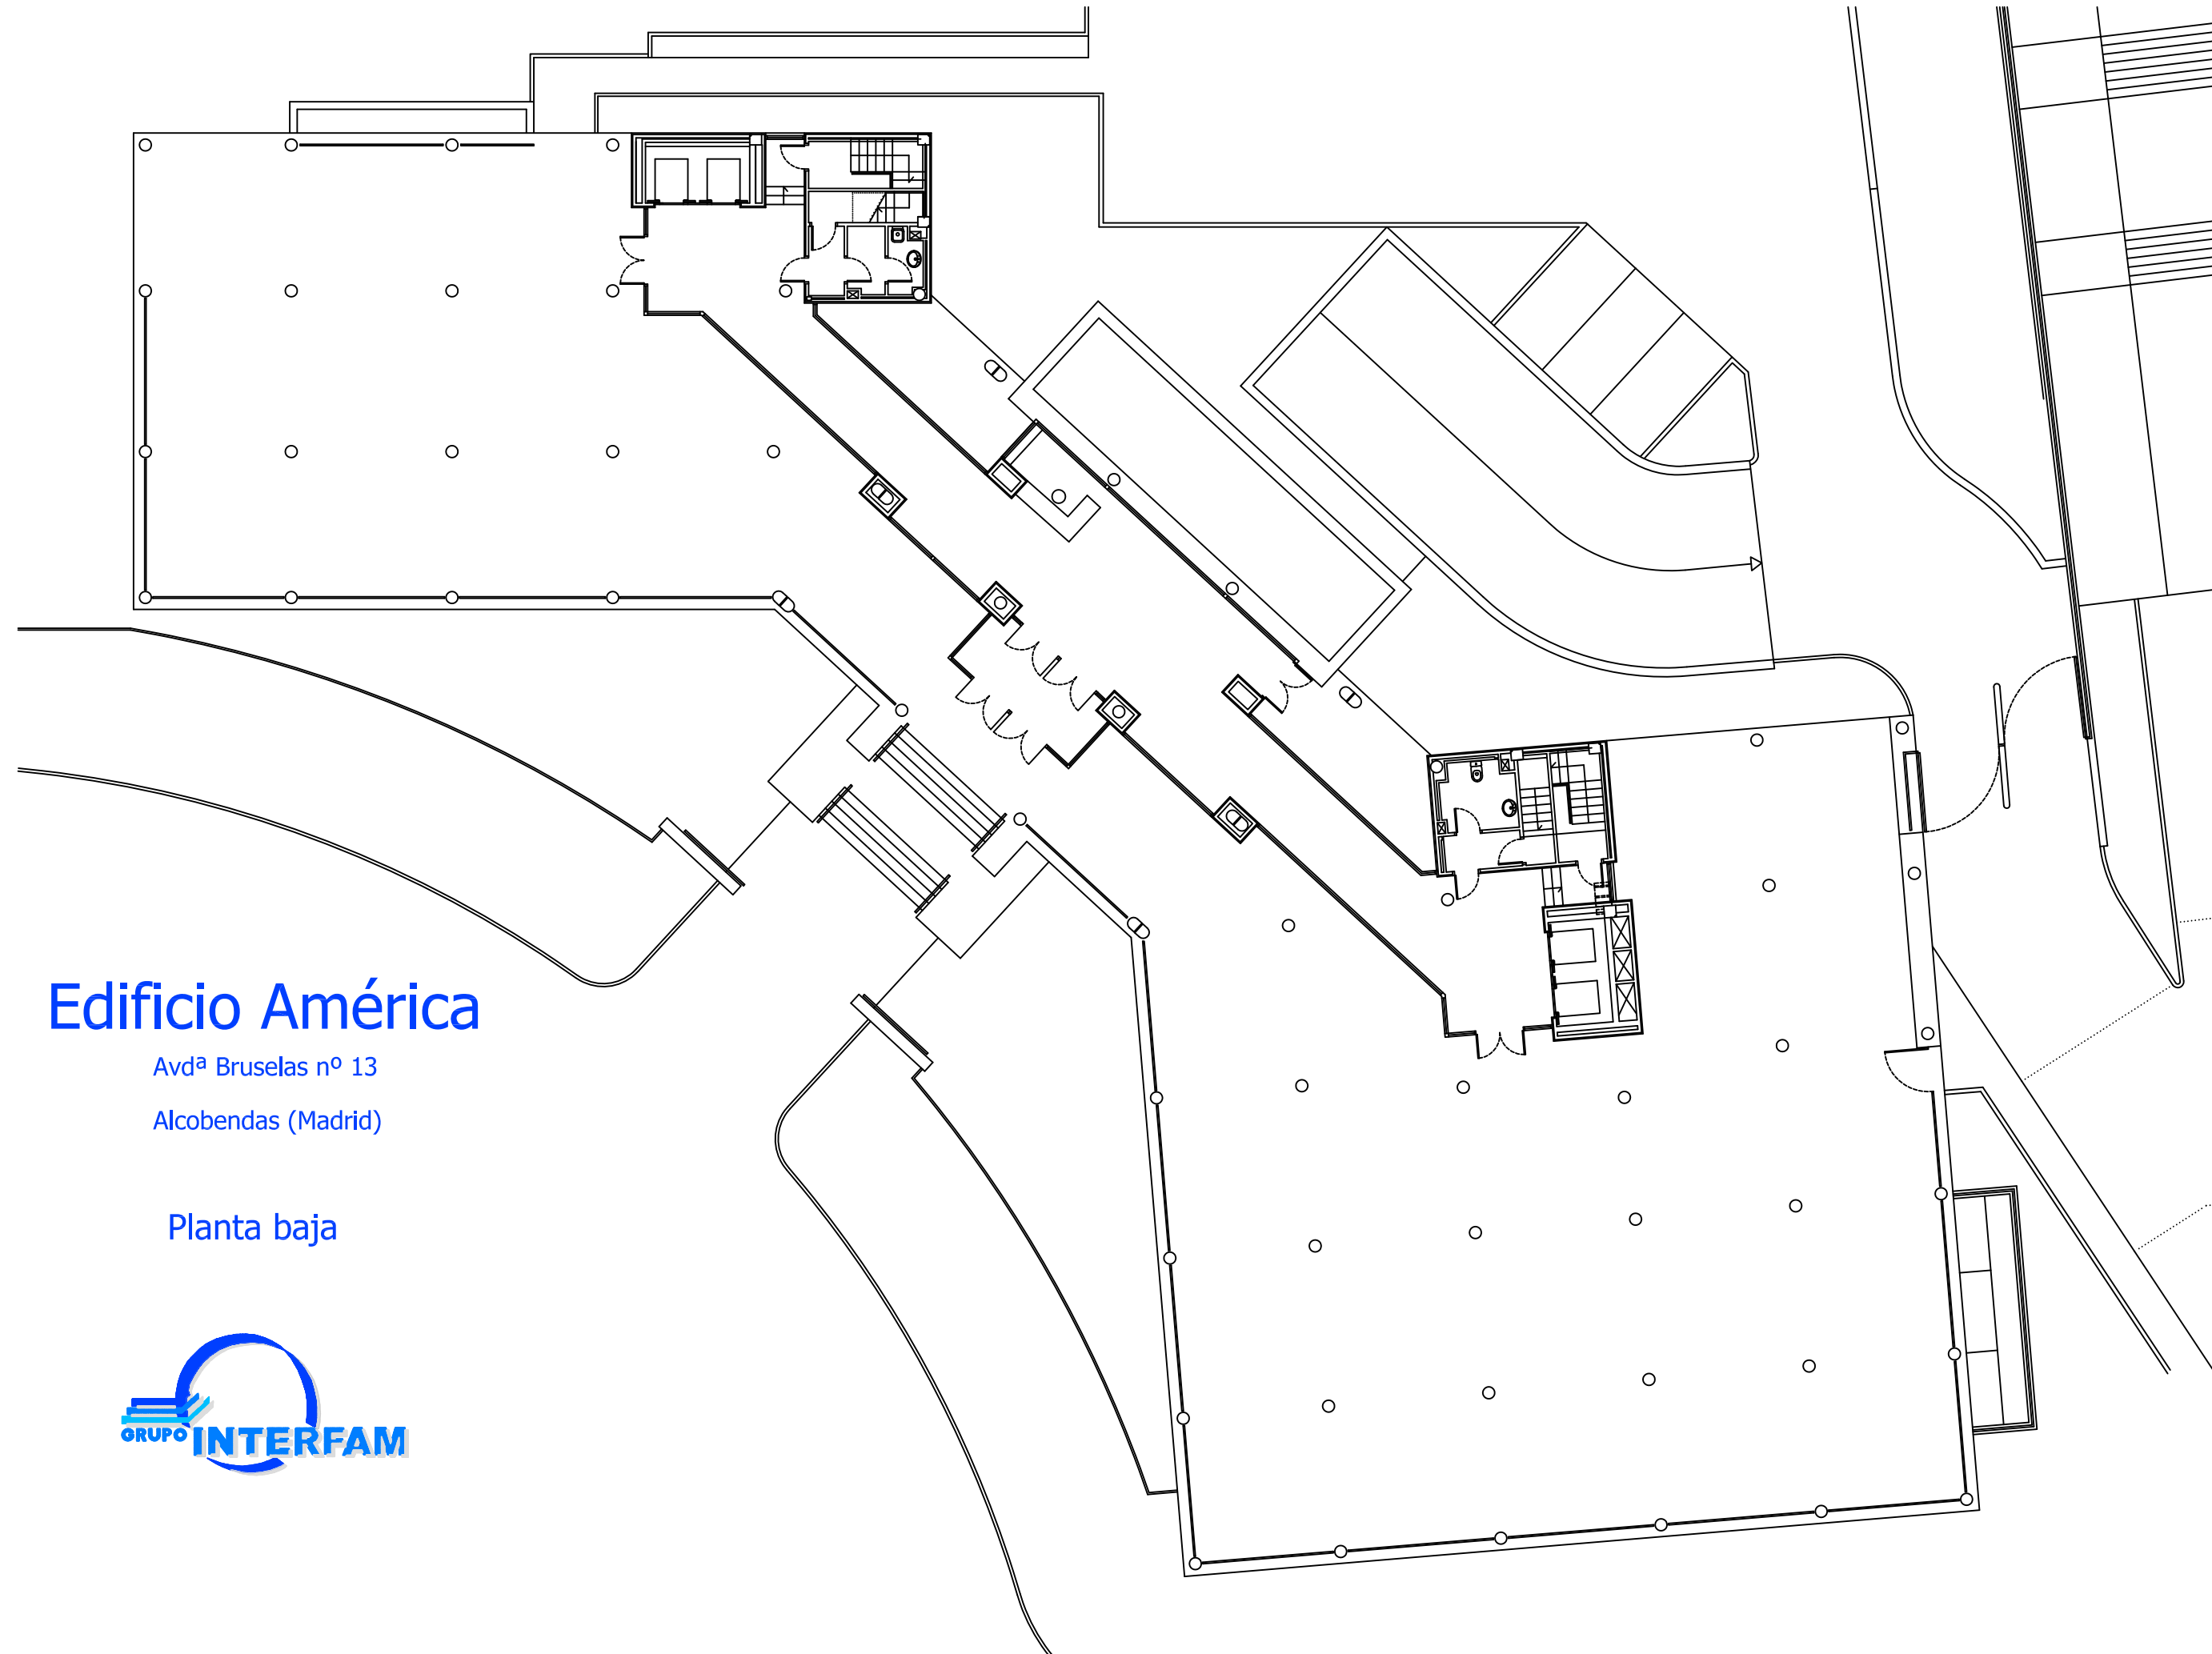 Edificio América
Avdª Bruselas nº 13
Alcobendas (Madrid)
Planta baja
GRUPO INTERFAM